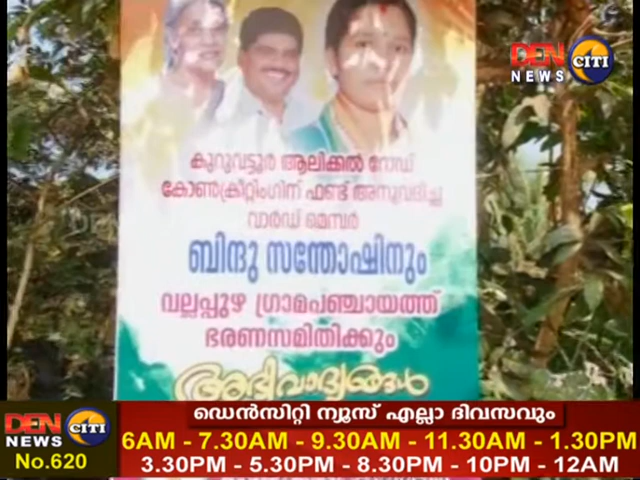 DEN CITI
NEWS
കുറുവട്ടൂർ ആലിക്കൽ റോഡ്
കോൺക്രീറ്റിംഗിന് ഫണ്ട് അനുവദിച്ച
വാർഡ് മെമ്പർ
ബിന്ദു സന്തോഷിനും
വല്ലപ്പുഴ ഗ്രാമപഞ്ചായത്ത്
ഭരണസമിതിക്കും
അഭിവാദ്യങ്ങൾ
DEN CITI
NEWS
No.620
ഡെൻസിറ്റി ന്യൂസ് എല്ലാ ദിവസവും
6AM - 7.30AM - 9.30AM - 11.30AM - 1.30PM
3.30PM - 5.30PM - 8.30PM - 10PM - 12AM